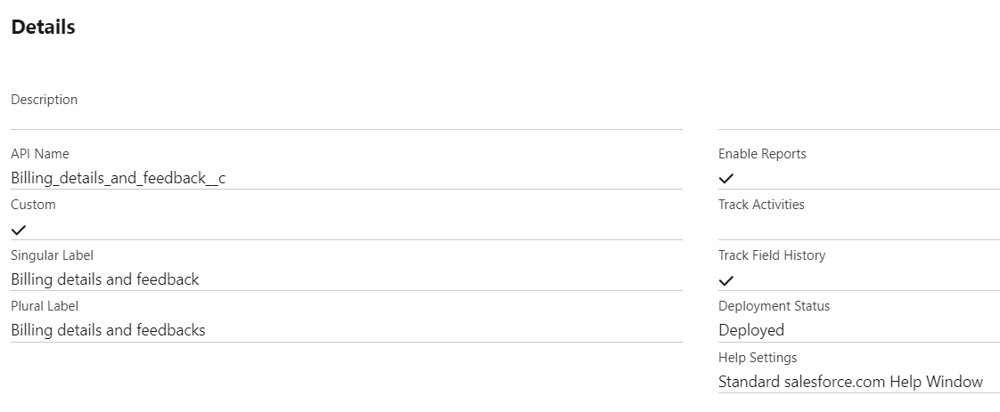 Details
Description
API Name
Billing_details_and_feedback__c
Custom
Singular Label
Billing details and feedback
Plural Label
Billing details and feedbacks
Enable Reports
Track Activities
Track Field History
Deployment Status
Deployed
Help Settings
Standard salesforce.com Help Window